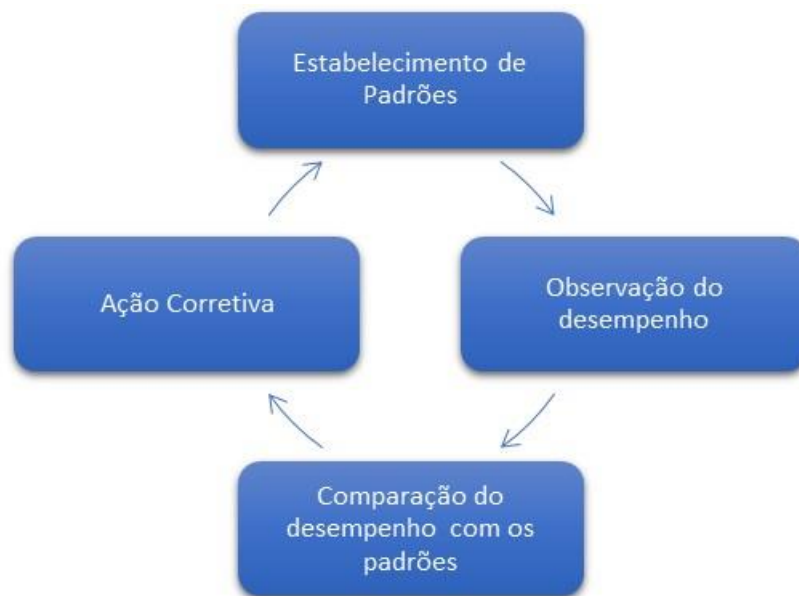 Estabelecimento de
Padrões
Observação do
desempenho
Comparação do
desempenho com os
padrões
Ação Corretiva